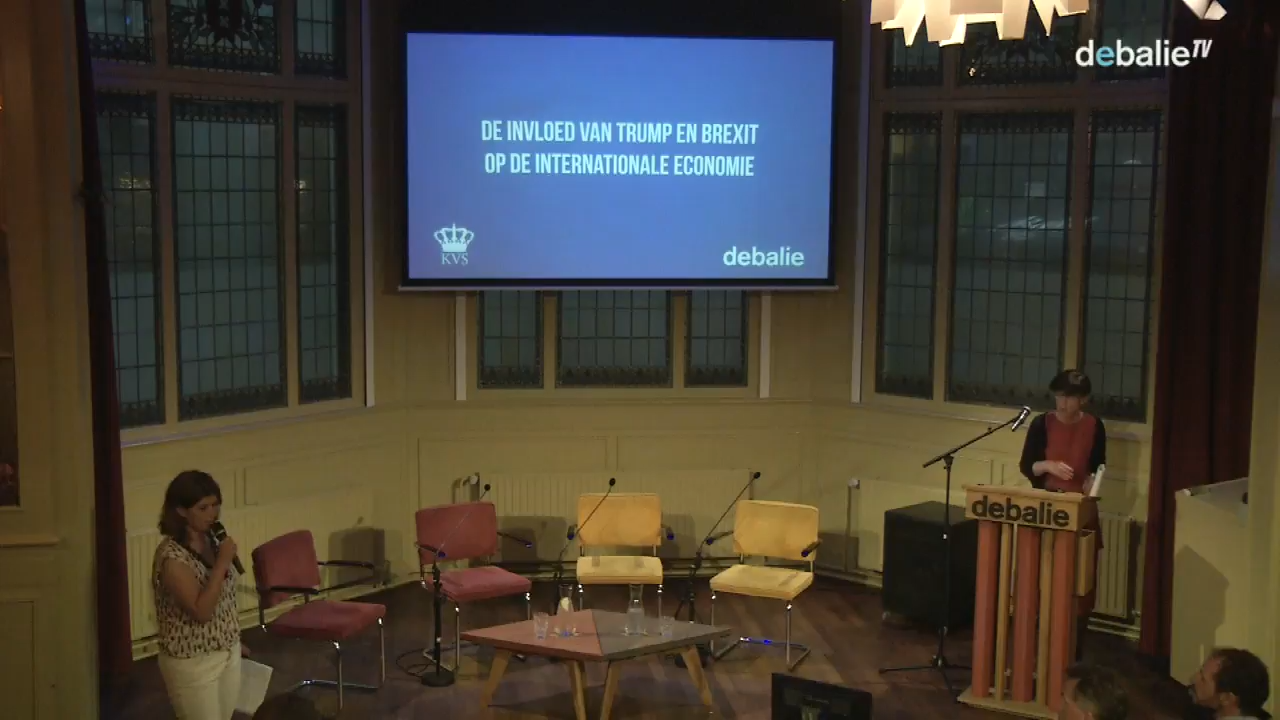 debalieTV
DE INVLOED VAN TRUMP EN BREXIT
OP DE INTERNATIONALE ECONOMIE
KVS
debalie
debalie